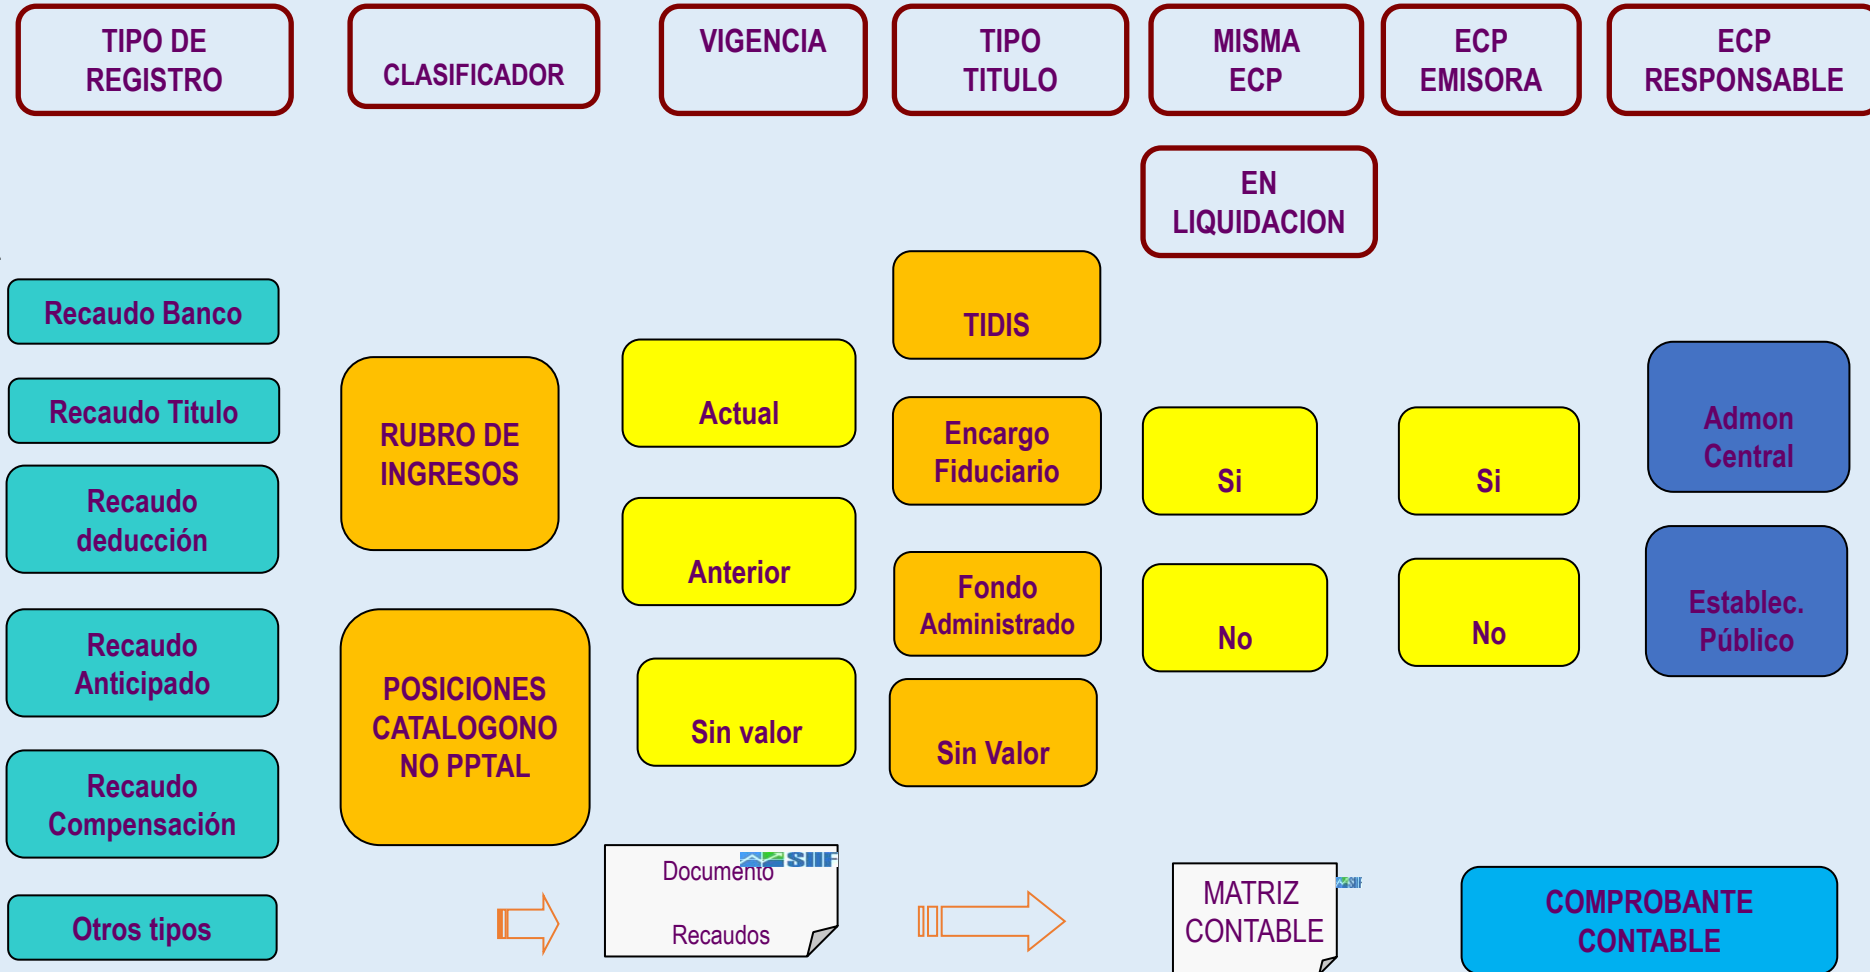 TIPO DE
REGISTRO
CLASIFICADOR
VIGENCIA
TIPO
TITULO
MISMA
ECP
ECP
EMISORA
ECP
RESPONSABLE
EN
LIQUIDACION
Recaudo Banco
Recaudo Titulo
Recaudo
deducción
Recaudo
Anticipado
Recaudo
Compensación
Otros tipos
RUBRO DE
INGRESOS
POSICIONES
CATALOGONO
NO PPTAL
Actual
Anterior
Sin valor
TIDIS
Encargo
Fiduciario
Fondo
Administrado
Sin Valor
Si
No
Si
No
Admon
Central
Establec.
Público
SIIF
Documento
Recaudos
MATRIZ
CONTABLE
SIIF
COMPROBANTE
CONTABLE